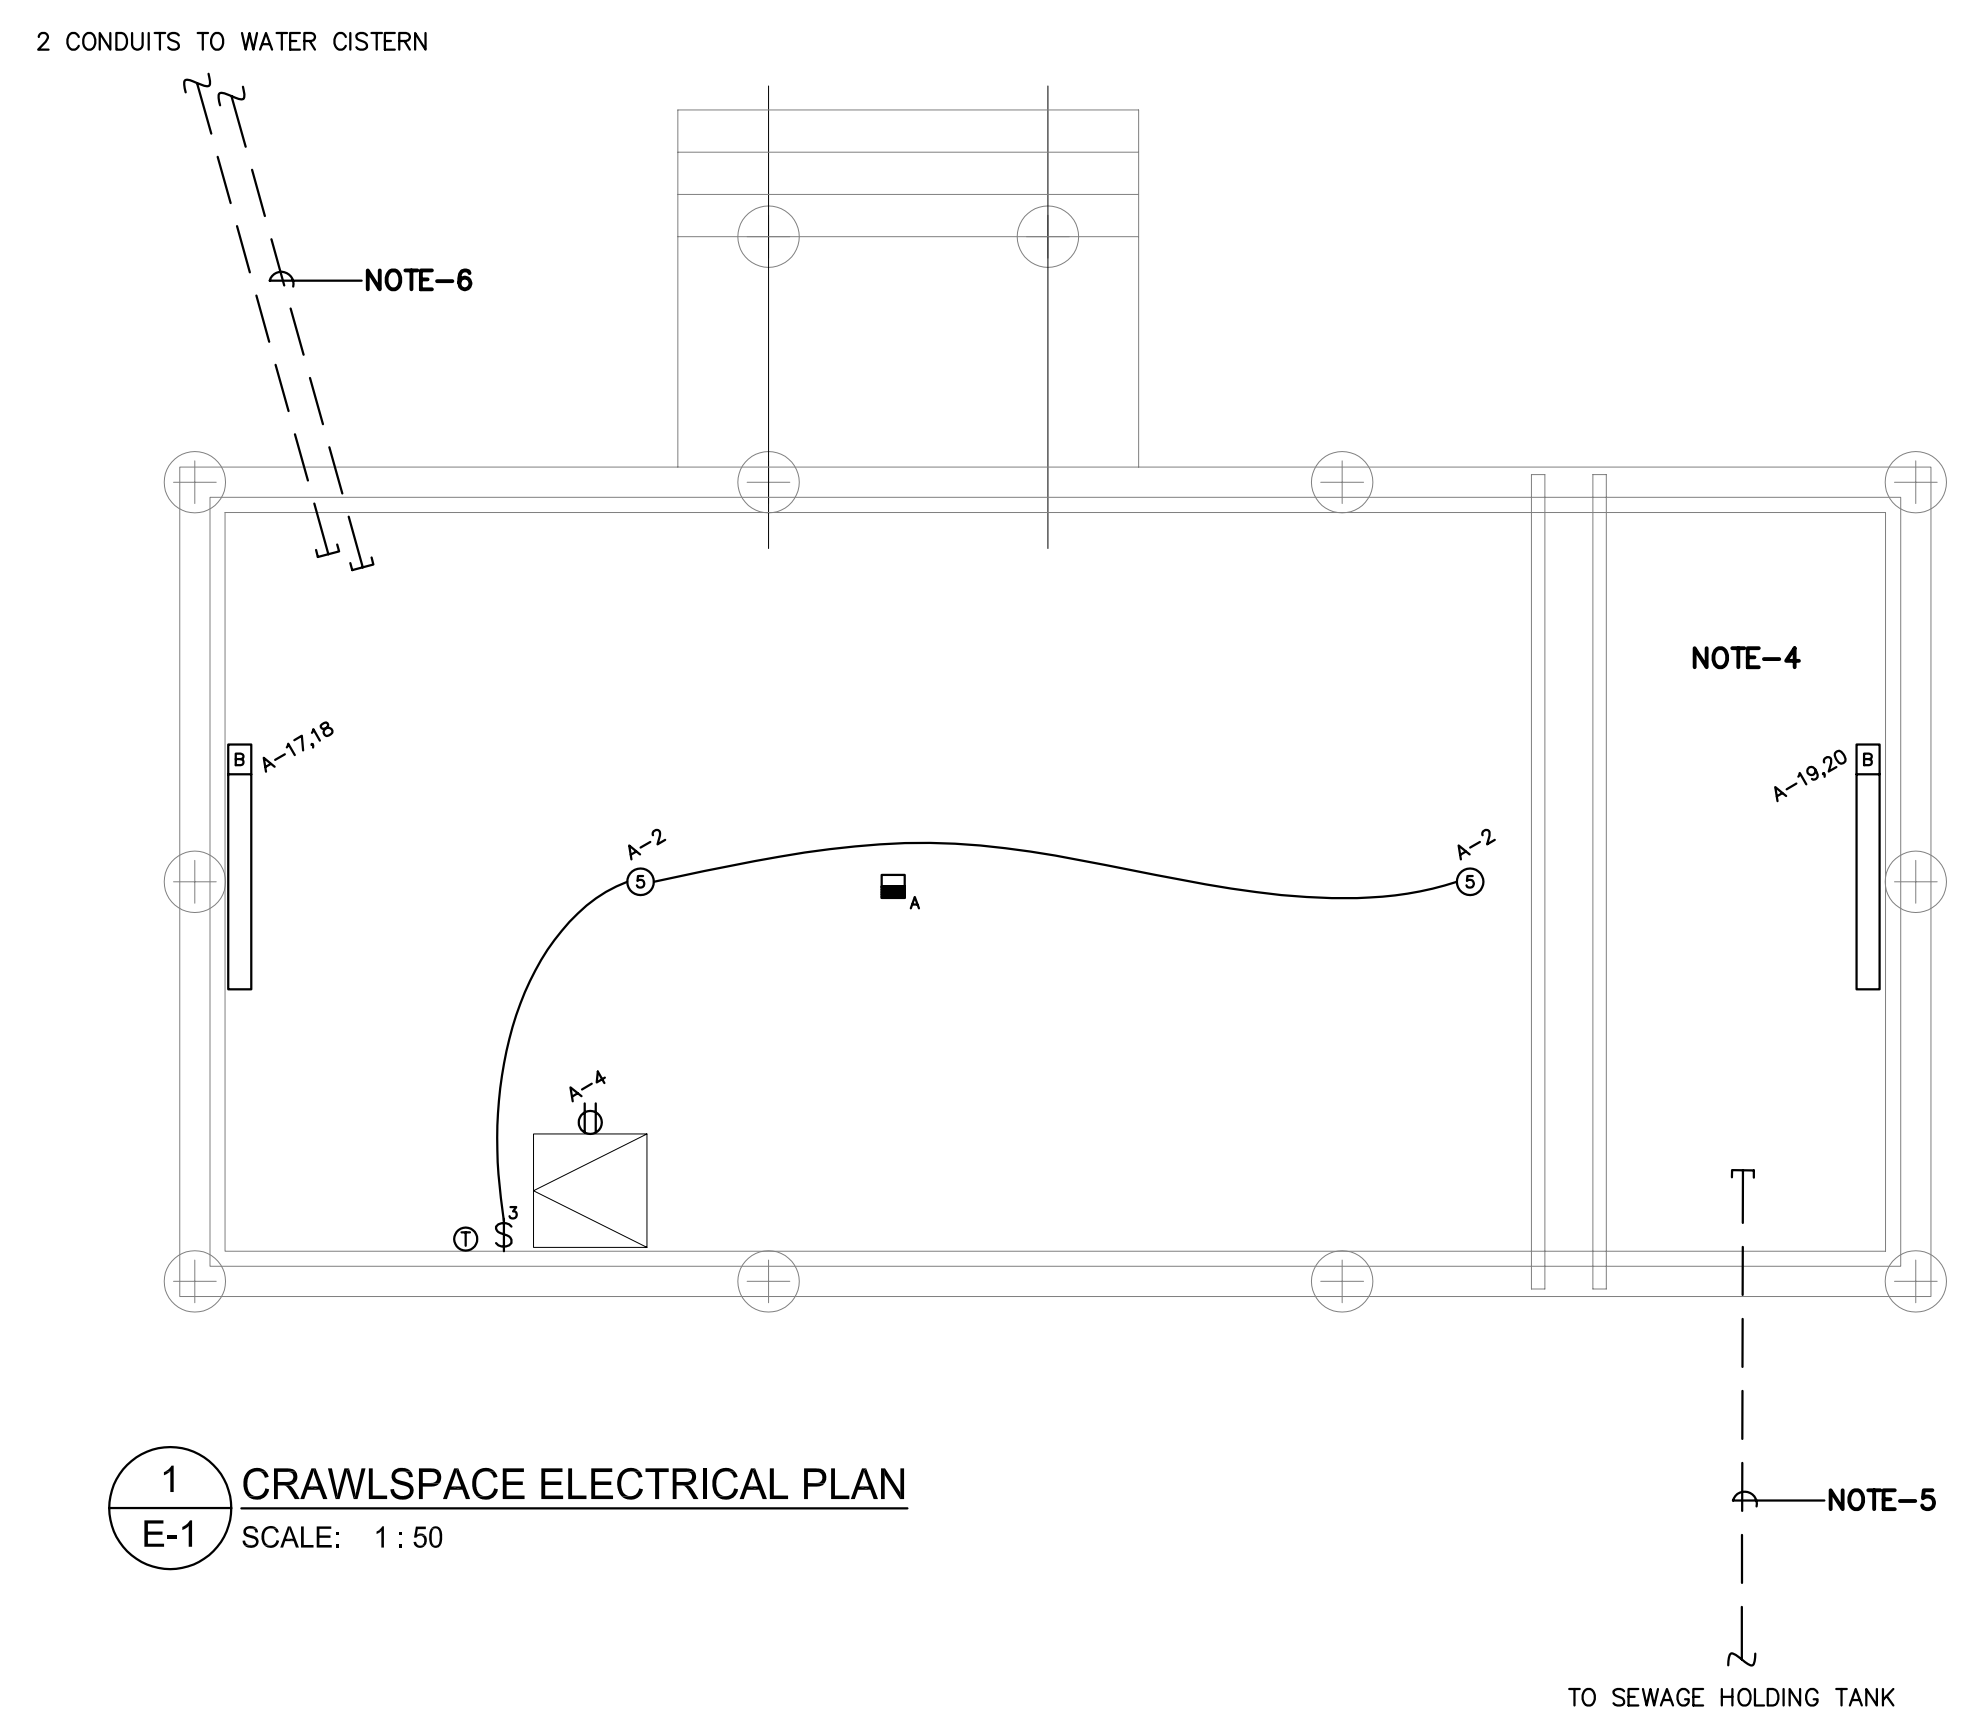 2 CONDUITS TO WATER CISTERN
NOTE-6
NOTE-4
B
A-17,18
B
A-19,20
A-2
5
A-2
5
A
A-4
3
T
$
1
E-1
CRAWLSPACE ELECTRICAL PLAN
SCALE: 1 : 50
NOTE-5
TO SEWAGE HOLDING TANK